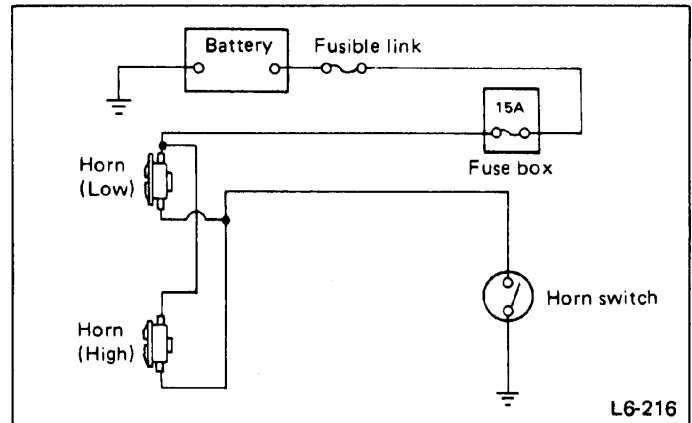 Battery
Fusible link
15A
Fuse box
Horn
(Low)
Horn switch
Horn
(High)
L6-216